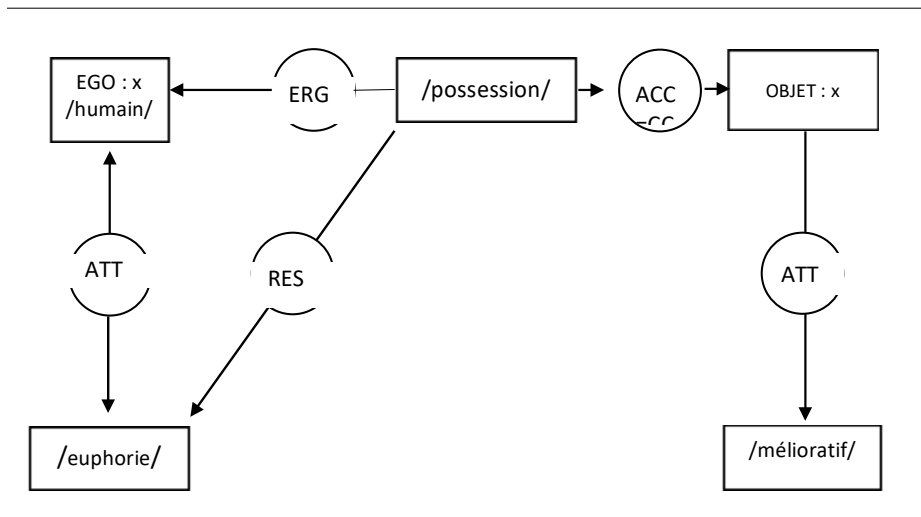 EGO : x
/humain/
ERG
/possession/
ACC
OBJET : x
ATT
RES
ATT
/euphorie/
/mélioratif/